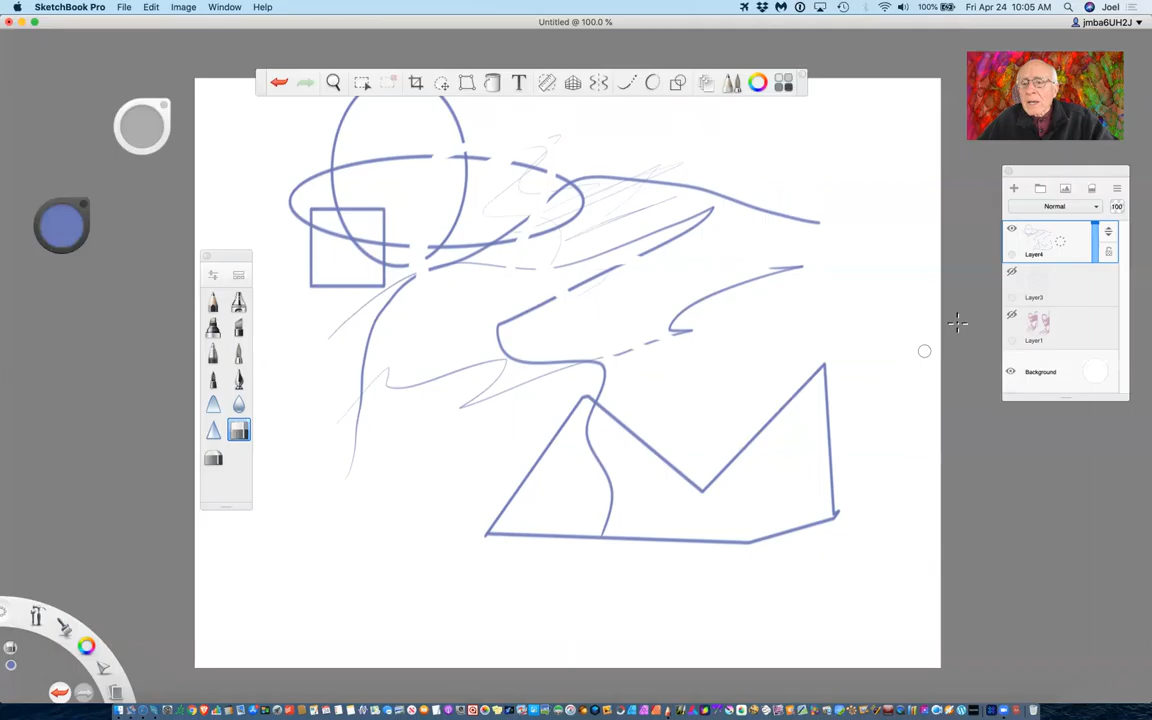 SketchBook Pro File Edit Image Window Help 100% Fri Apr 24 10:05 AM Joel
Untitled @ 100.0 %
jmba6UH2J
T
Normal 100
Layer4
Layer3
Layer1
Background